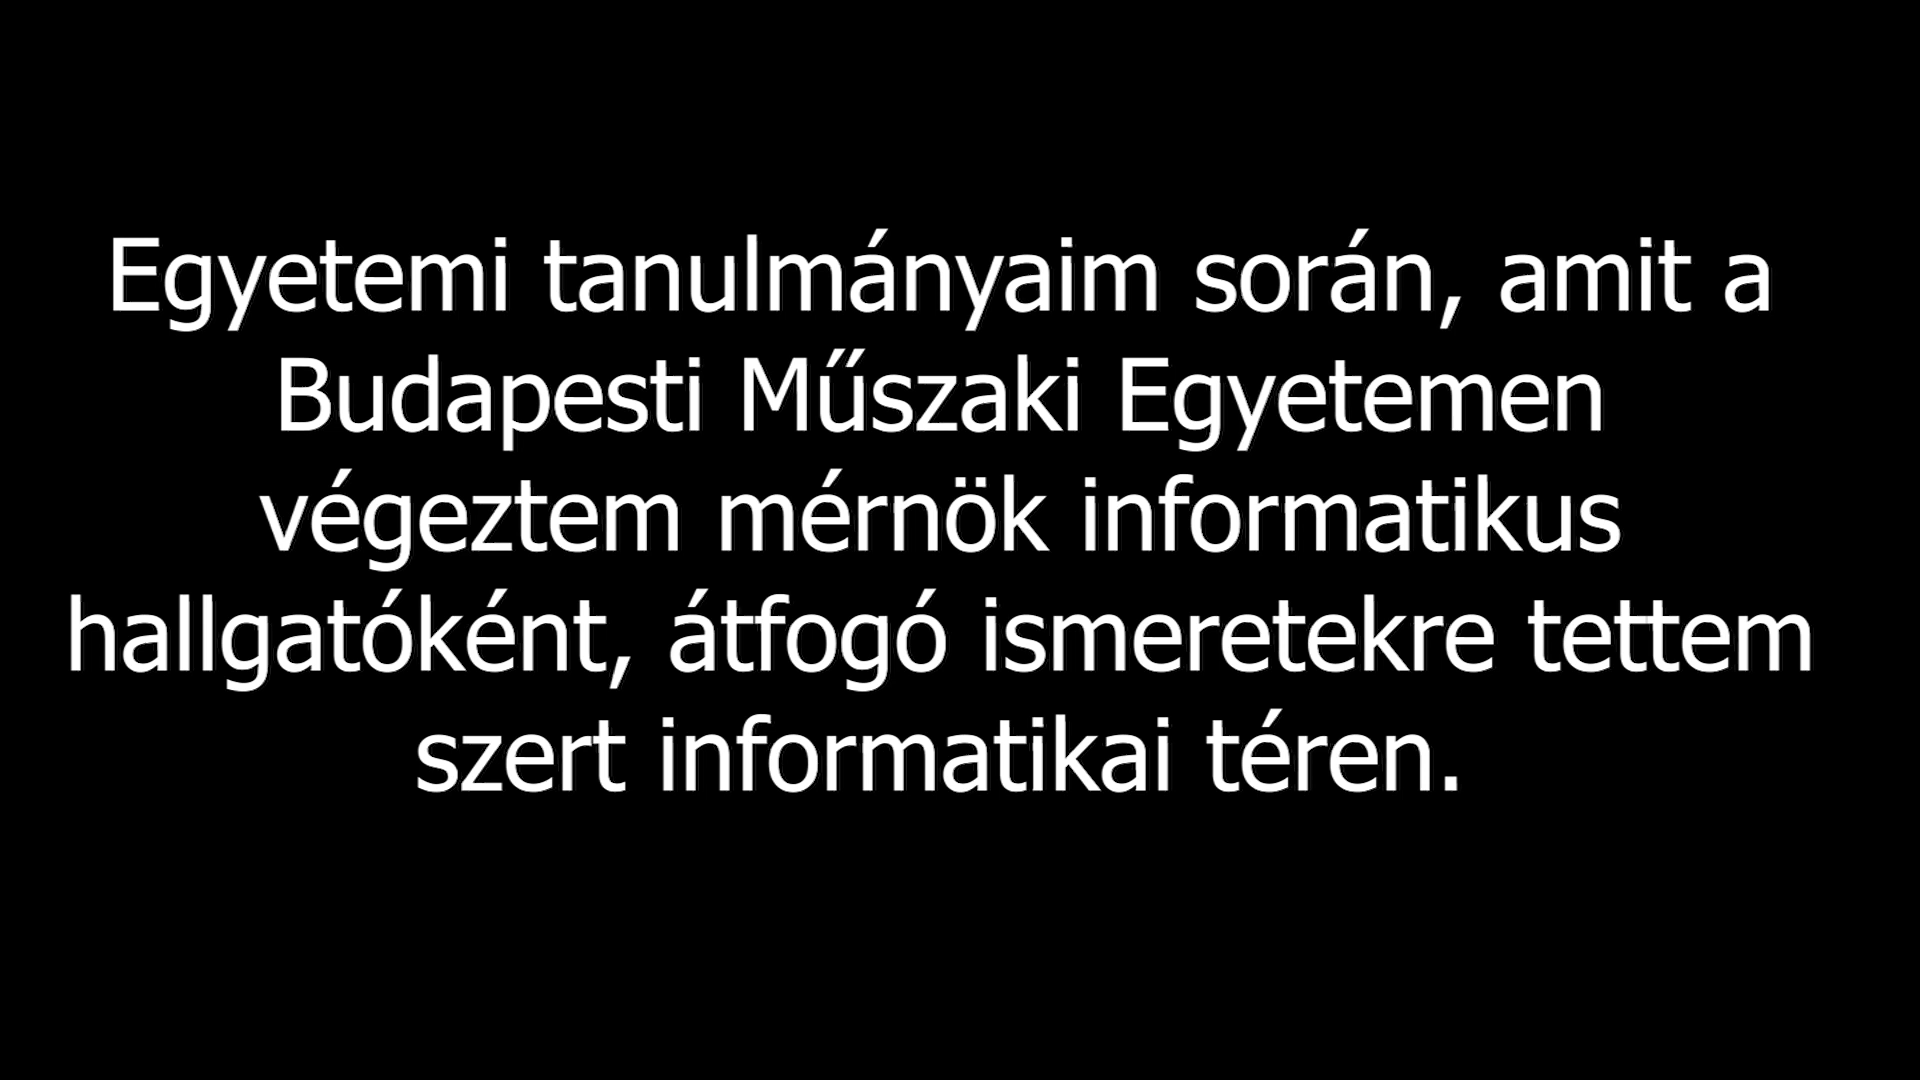 Egyetemi tanulmányaim során, amit a
Budapesti Műszaki Egyetemen
végeztem mérnök informatikus
hallgatóként, átfogó ismeretekre tettem
szert informatikai téren.